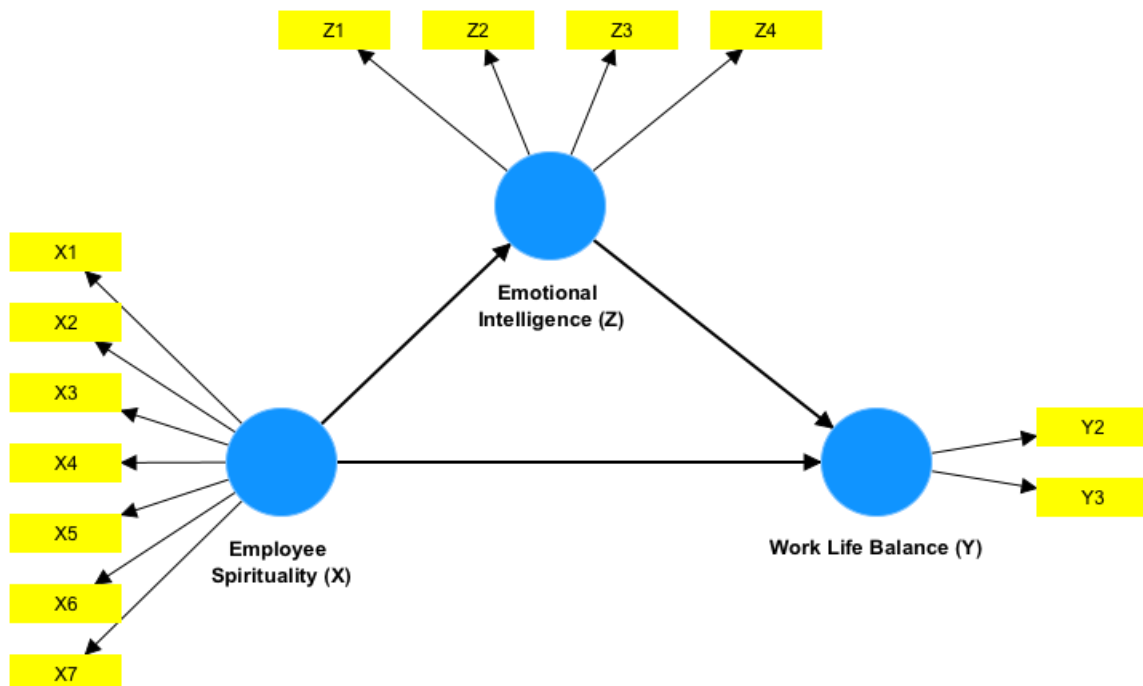 Z1
Z2
Z3
Z4
X1
X2
X3
X4
X5
X6
X7
Emotional
Intelligence (Z)
Employee
Spirituality (X)
Work Life Balance (Y)
Y2
Y3